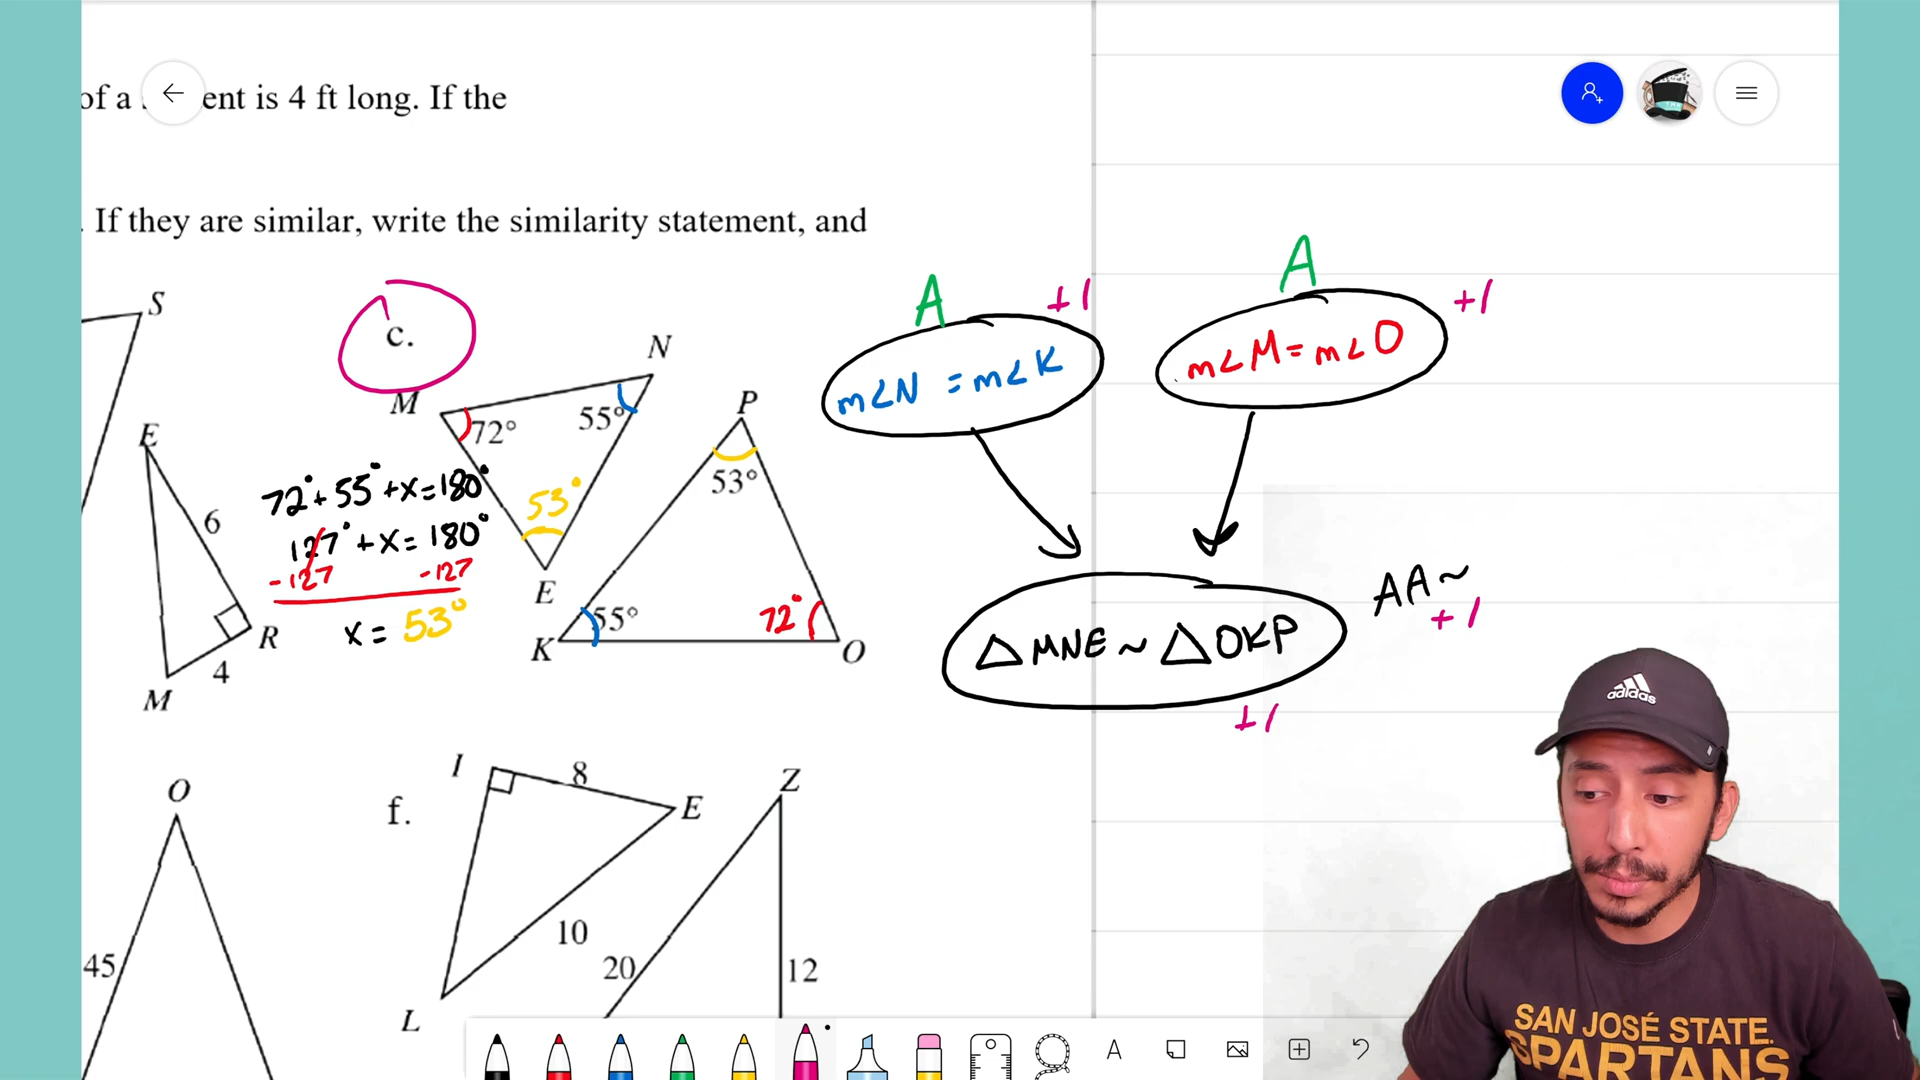 of a
ent is 4 ft long. If the
. If they are similar, write the similarity statement, and
S
E
6
R
4
M
c.
M
N
72°
55°
53°
E
72° + 55° + x = 180°
127° + x = 180°
-127 -127
x = 53°
P
53°
K
55°
72°
O
A
+1
m∠N = m∠K
A
+1
m∠M = m∠O
△MNE ~ △OKP
+1
AA~
+1
O
45
f.
I
8
E
10
L
Z
20
12
A
adidas
SAN JOSÉ STATE.
SPARTANS